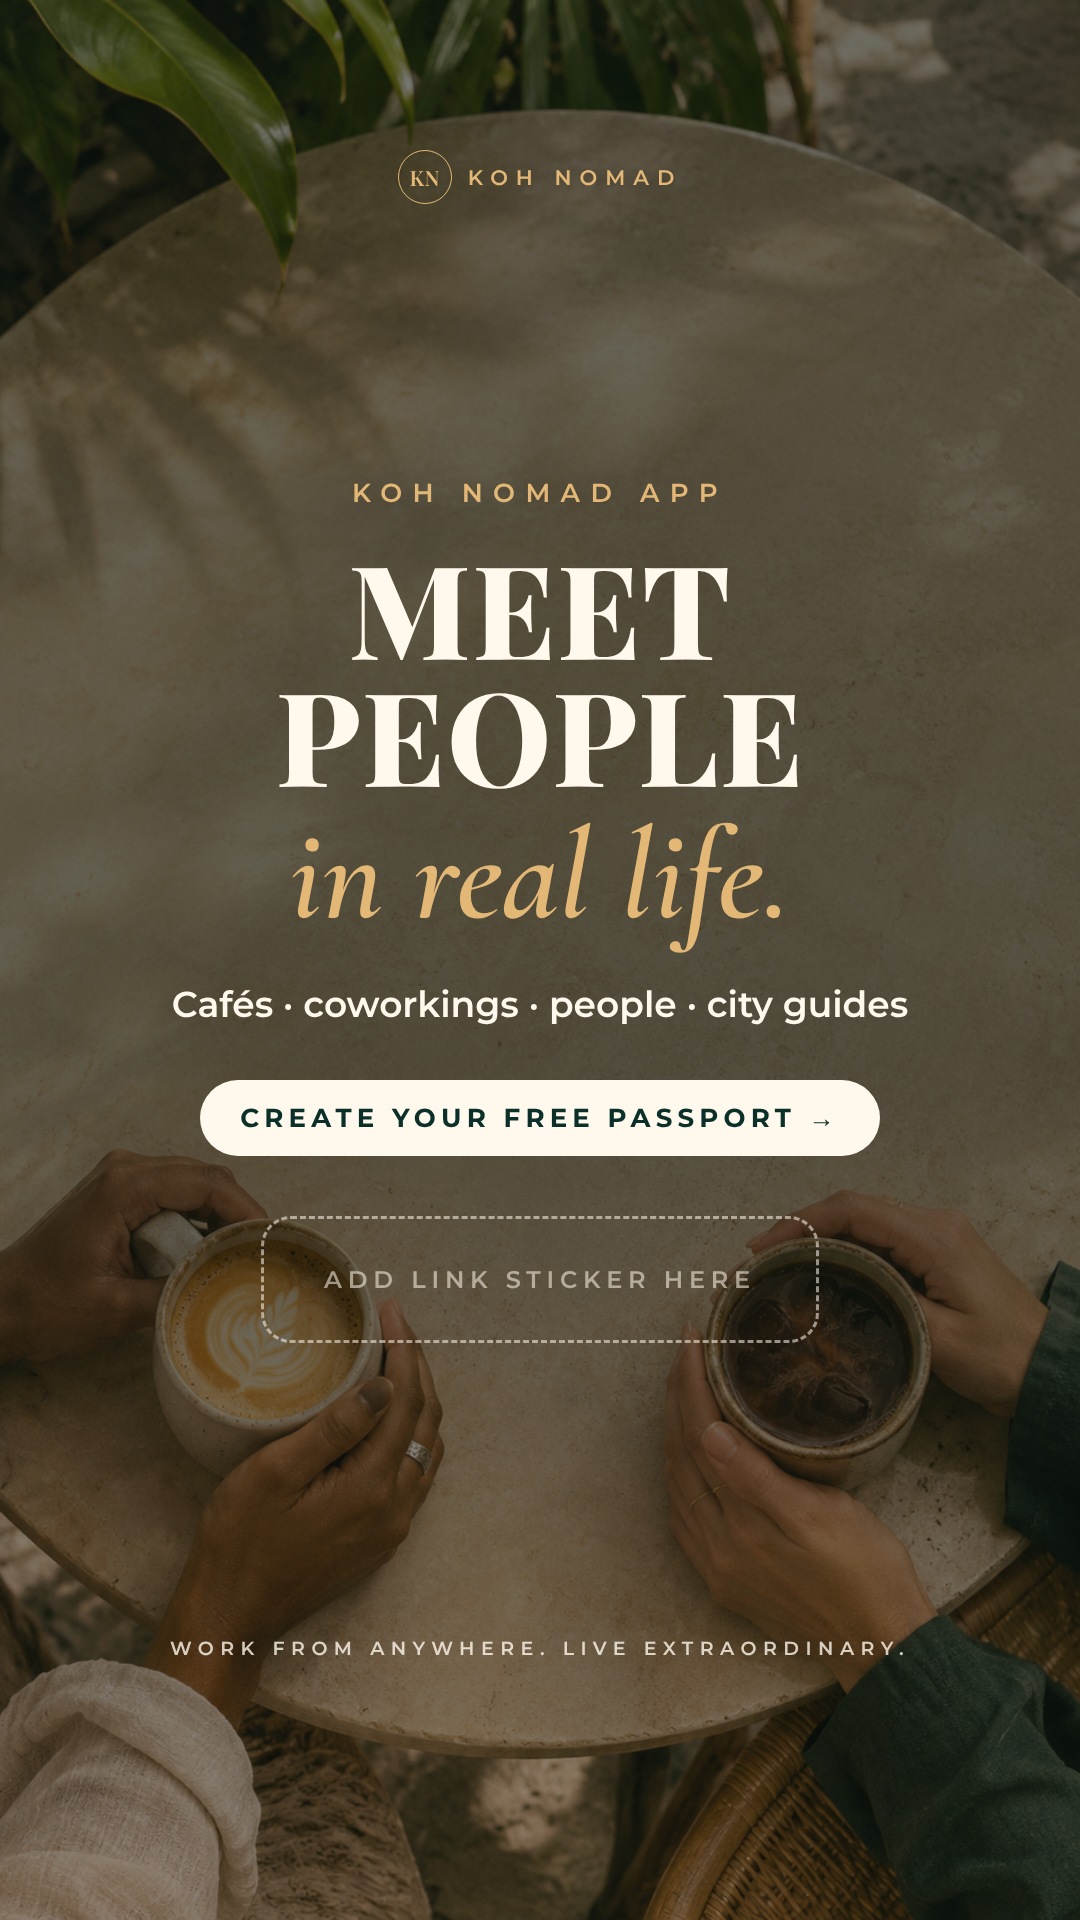 KN KOH NOMAD
KOH NOMAD APP
MEET
PEOPLE
in real life.
Cafés · coworkings · people · city guides
CREATE YOUR FREE PASSPORT →
ADD LINK STICKER HERE
WORK FROM ANYWHERE. LIVE EXTRAORDINARY.